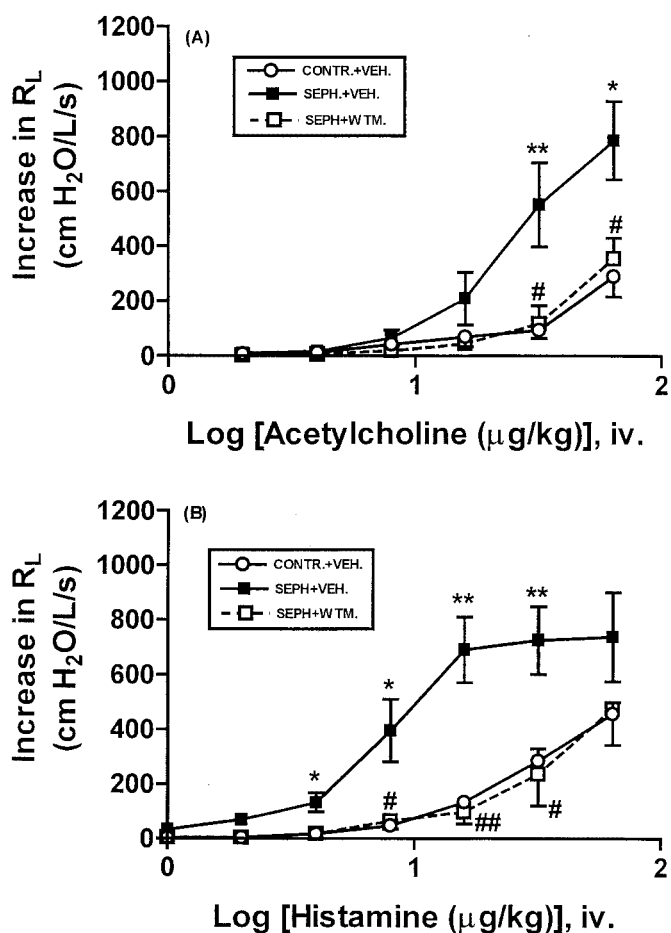 (A)
1200
1000
800
600
400
200
0
Increase in RL
(cm H2O/L/s)
CONTR.+VEH.
SEPH.+VEH.
SEPH+WTM.
*
**
#
#
0
1
2
Log [Acetylcholine (μg/kg)], iv.
(B)
1200
1000
800
600
400
200
0
Increase in RL
(cm H2O/L/s)
CONTR.+VEH.
SEPH+VEH.
SEPH+WTM.
**
**
*
*
#
##
#
0
1
2
Log [Histamine (μg/kg)], iv.